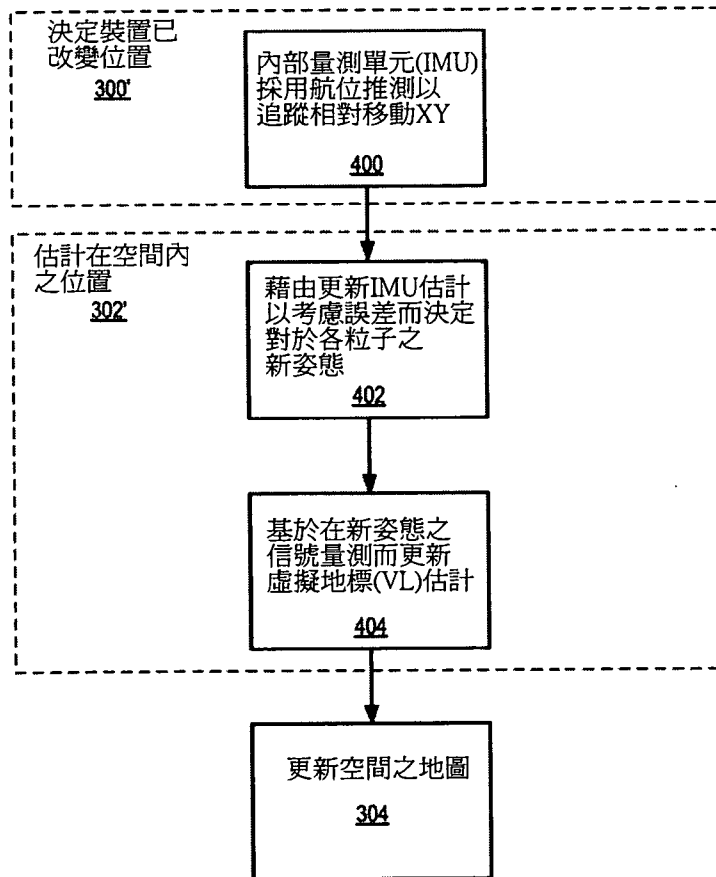 決定裝置已
改變位置
300'
內部量測單元(IMU)
採用航位推測以
追蹤相對移動XY
400
估計在空間內
之位置
302'
藉由更新IMU估計
以考慮誤差而決定
對於各粒子之
新姿態
402
基於在新姿態之
信號量測而更新
虛擬地標(VL)估計
404
更新空間之地圖
304